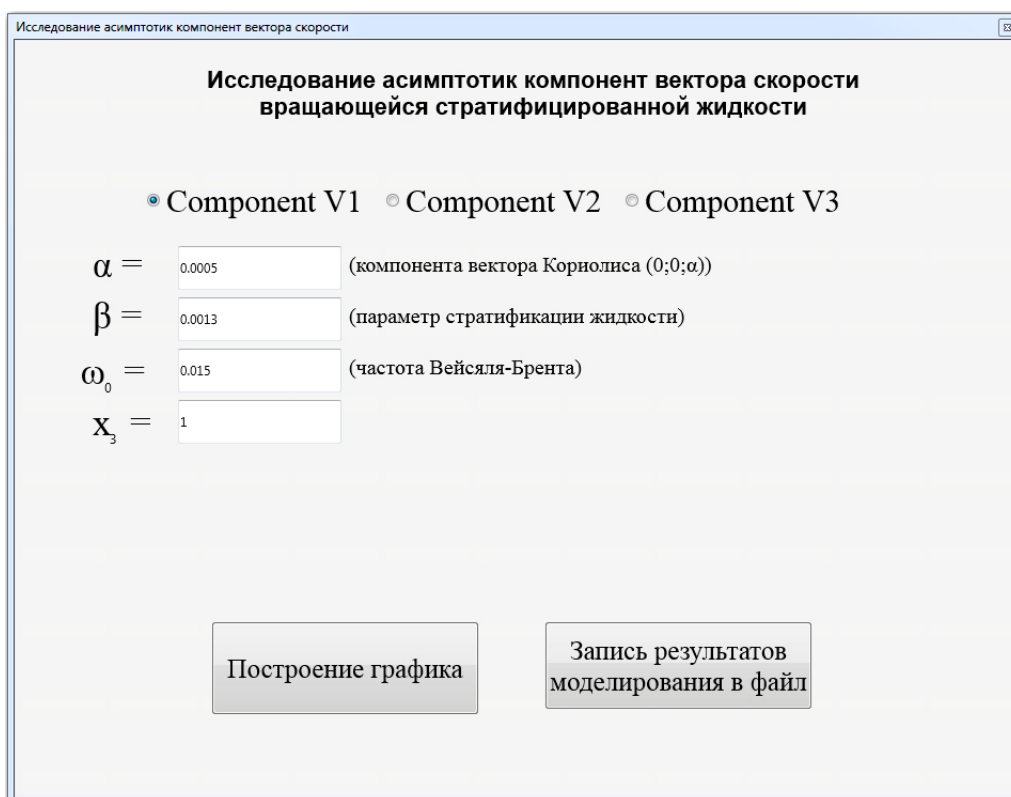 Исследование асимптотик компонент вектора скорости
Исследование асимптотик компонент вектора скорости
вращающейся стратифицированной жидкости
Component V1 Component V2 Component V3
α = 0.0005 (компонента вектора Кориолиса (0;0;α))
β = 0.0013 (параметр стратификации жидкости)
ω₀ = 0.015 (частота Вейсяля-Брента)
x₃ = 1
Построение графика
Запись результатов
моделирования в файл